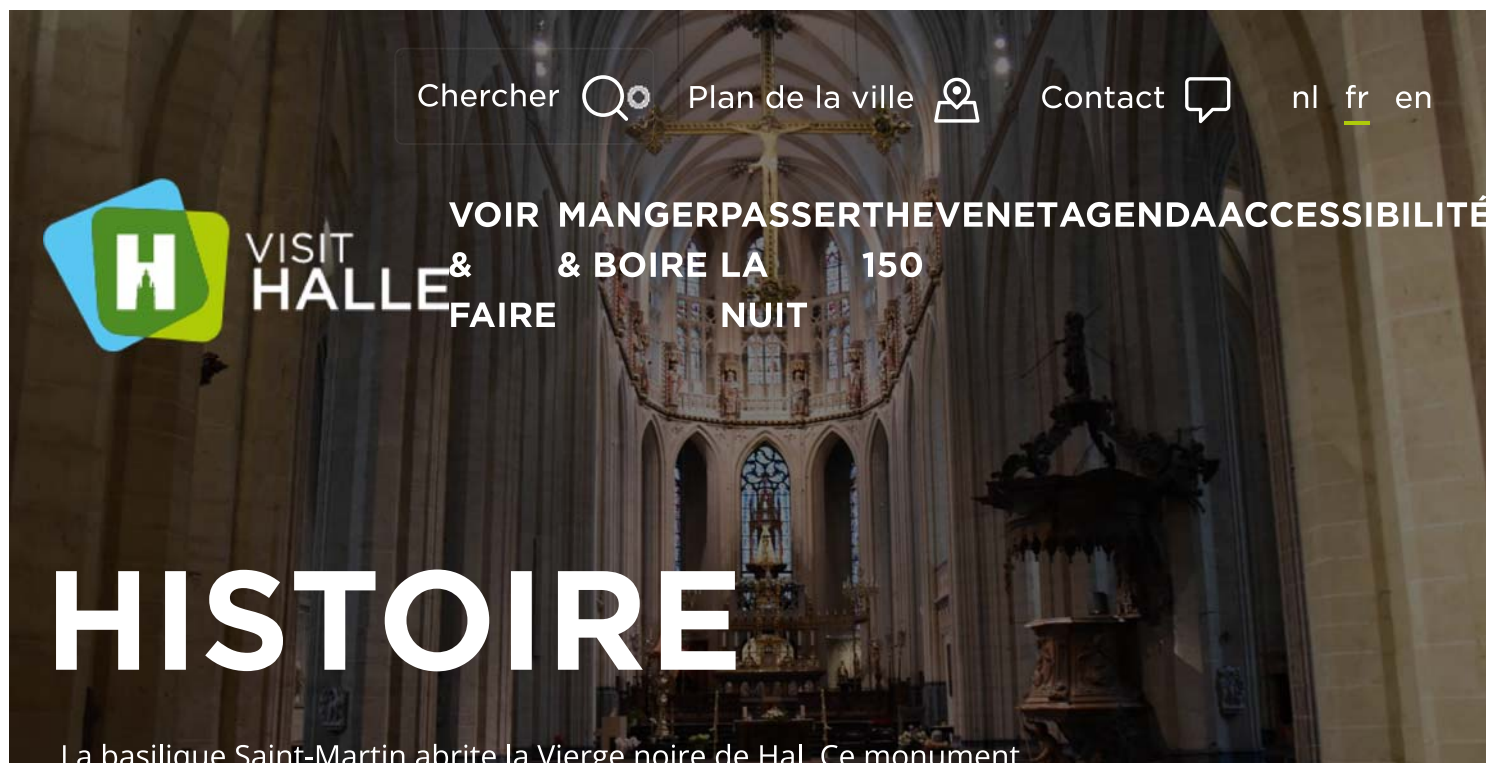 Chercher Plan de la ville Contact nl fr en
H VISIT HALLE
VOIR & FAIRE
MANGER & BOIRE
PASSER LA NUIT
THEVENET 150
AGENDA
ACCESSIBILITÉ
HISTOIRE
La basilique Saint-Martin abrite la Vierge noire de Hal. Ce monument